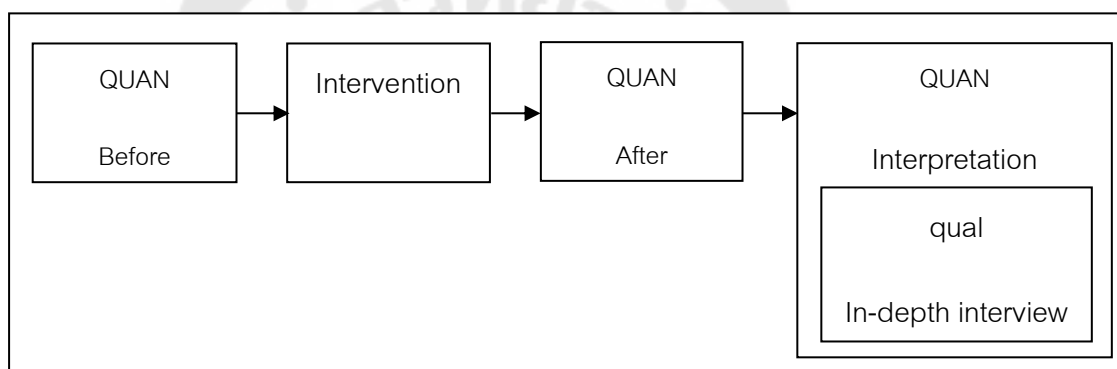 QUAN
Before
Intervention
QUAN
After
QUAN
Interpretation
qual
In-depth interview